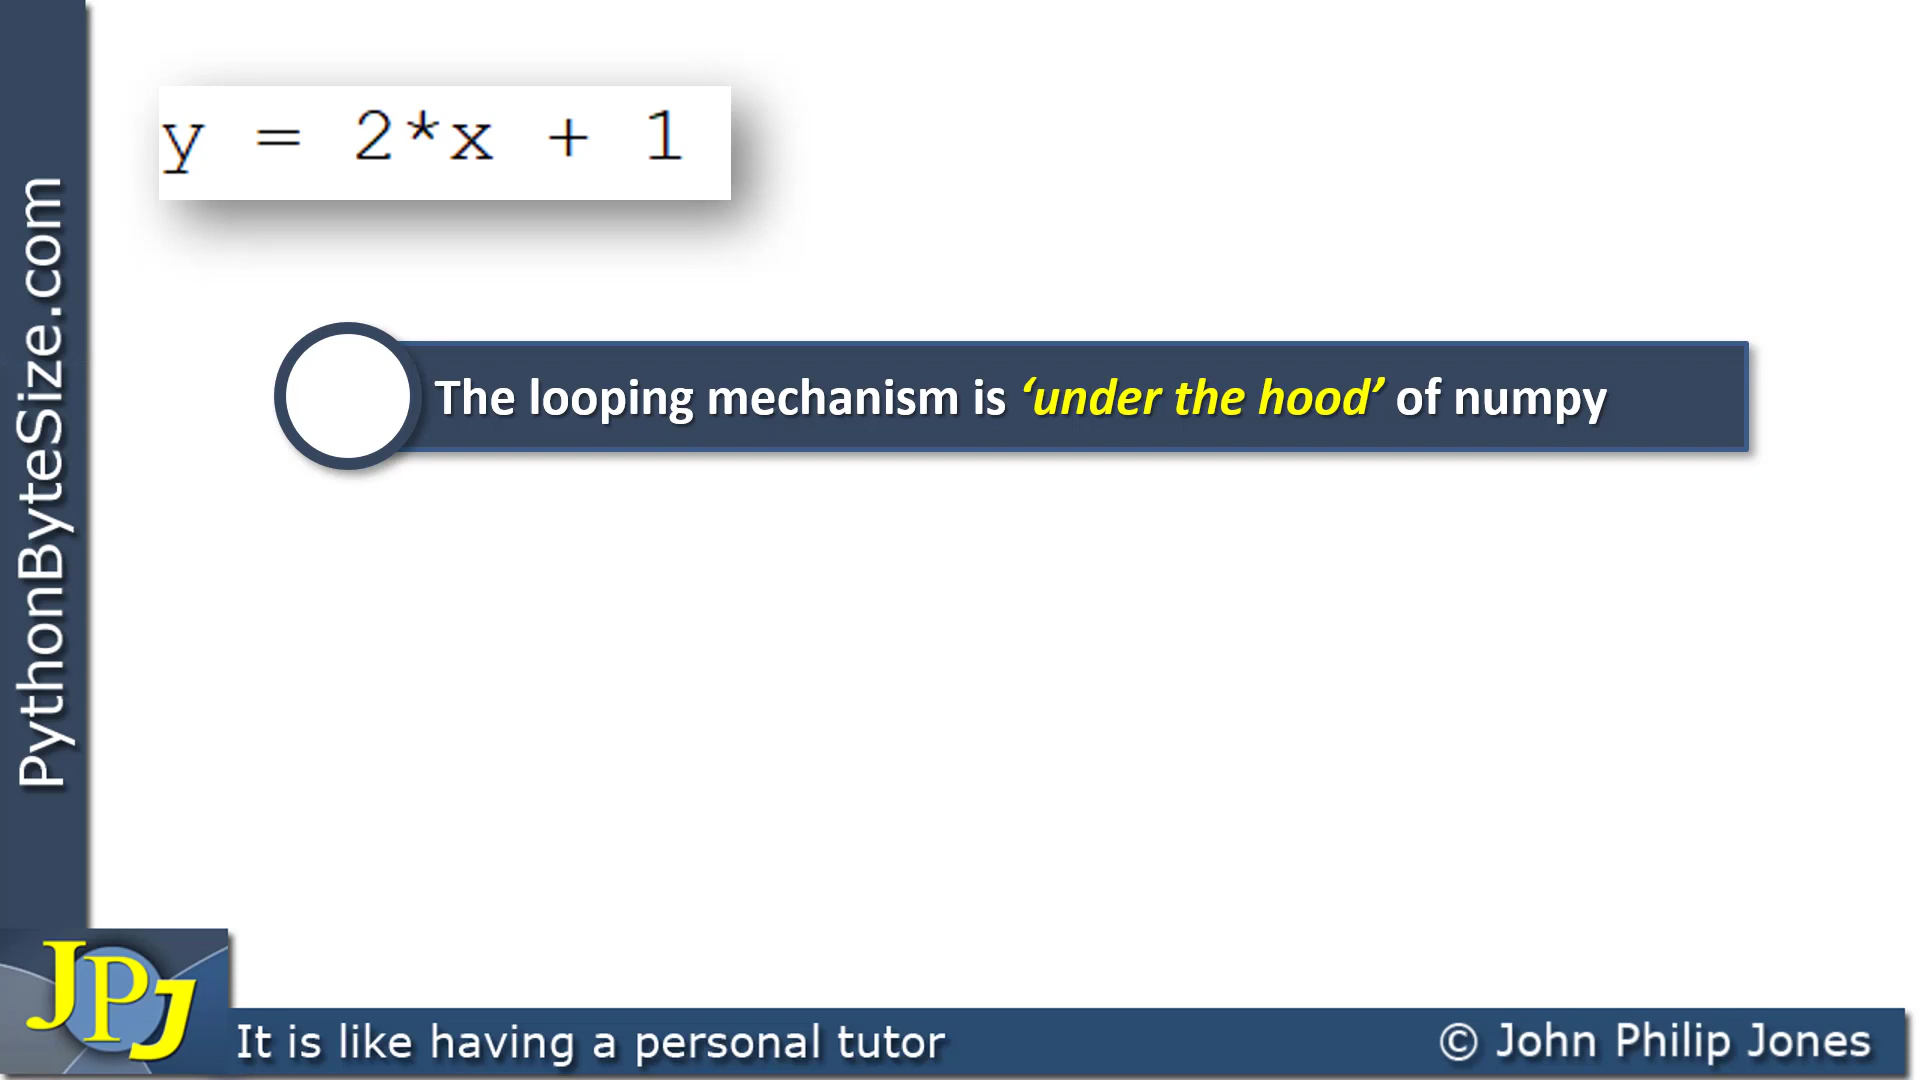 y = 2*x + 1
The looping mechanism is ‘under the hood’ of numpy
PythonByteSize.com
JPJ
It is like having a personal tutor
© John Philip Jones